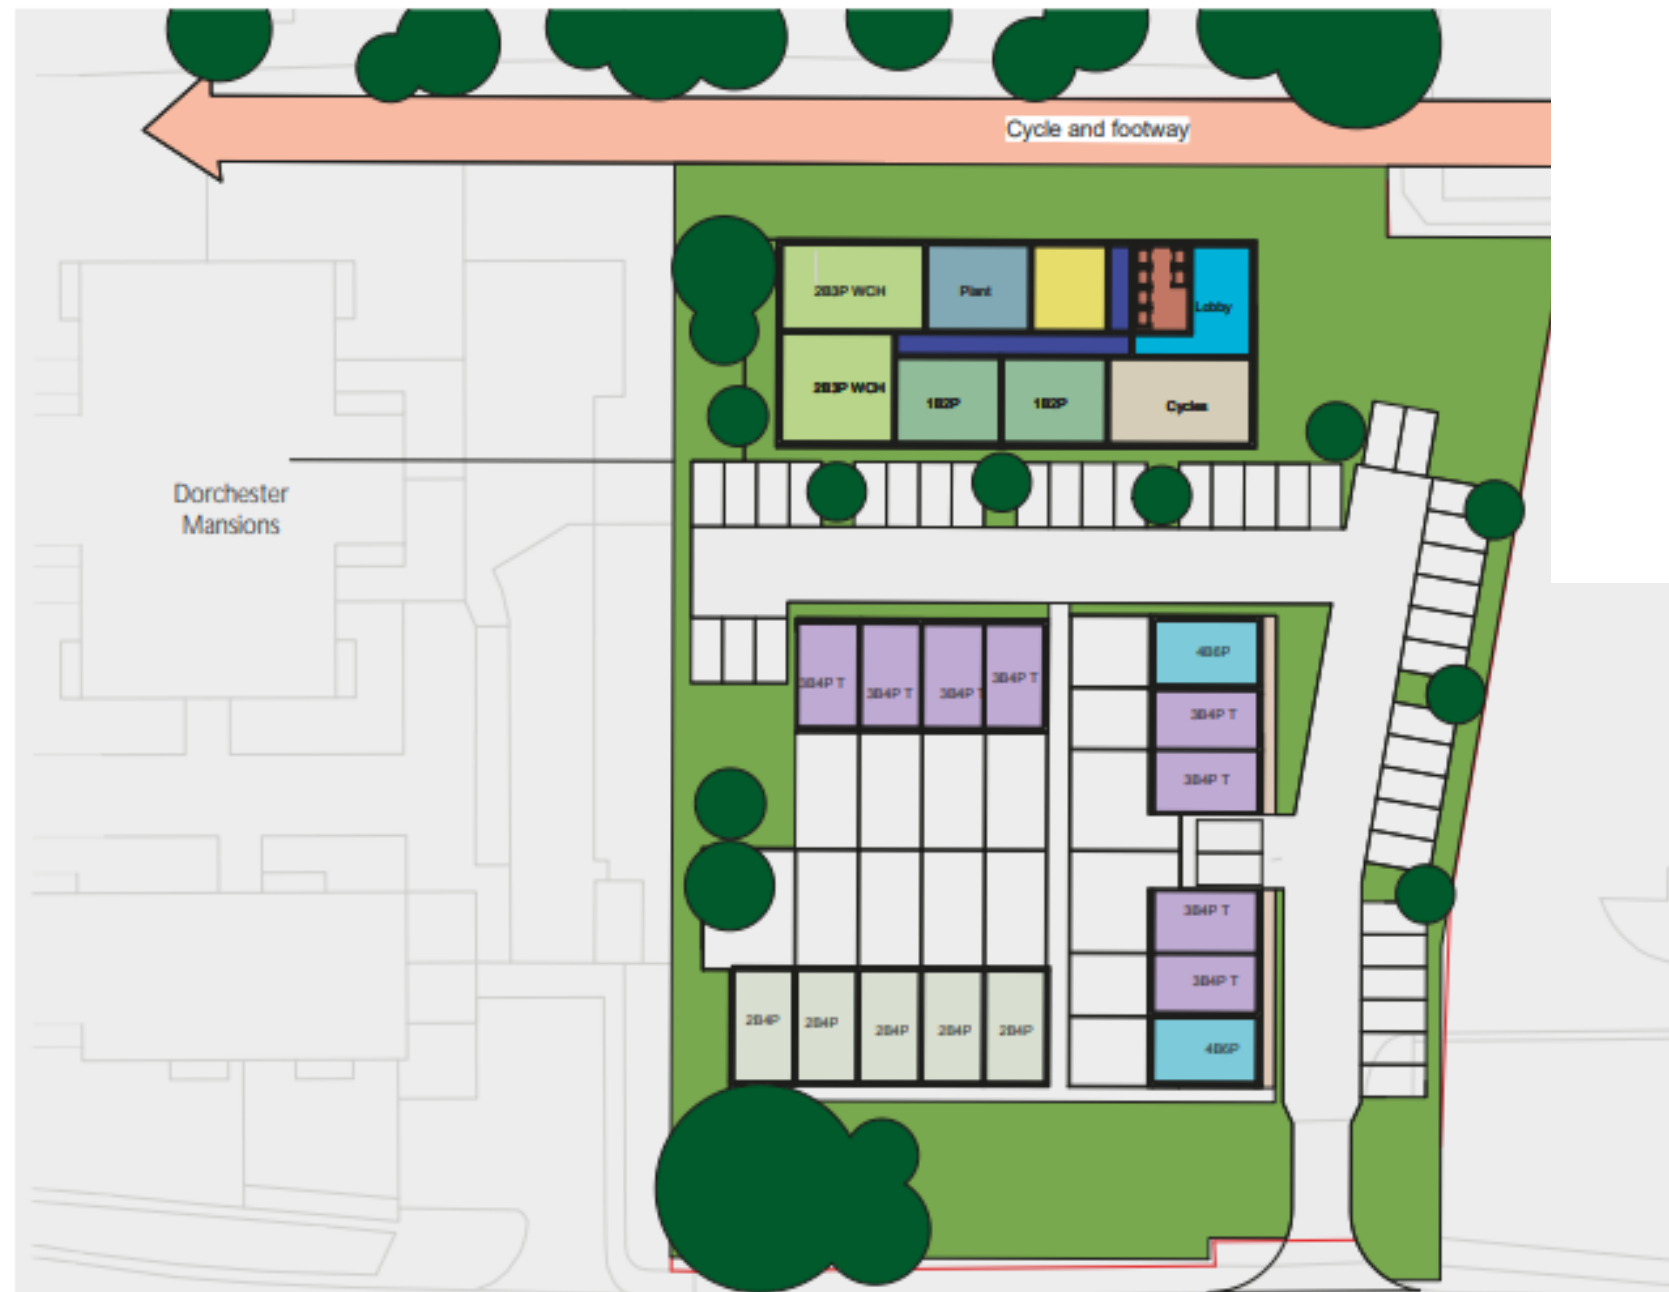 Cycle and footway
2B3P WCH
Plant
Lobby
2B3P WCH
1B2P
1B2P
Cycles
Dorchester
Mansions
3B4P T
3B4P T
3B4P T
3B4P T
4B6P
3B4P T
3B4P T
3B4P T
3B4P T
4B6P
2B4P
2B4P
2B4P
2B4P
2B4P